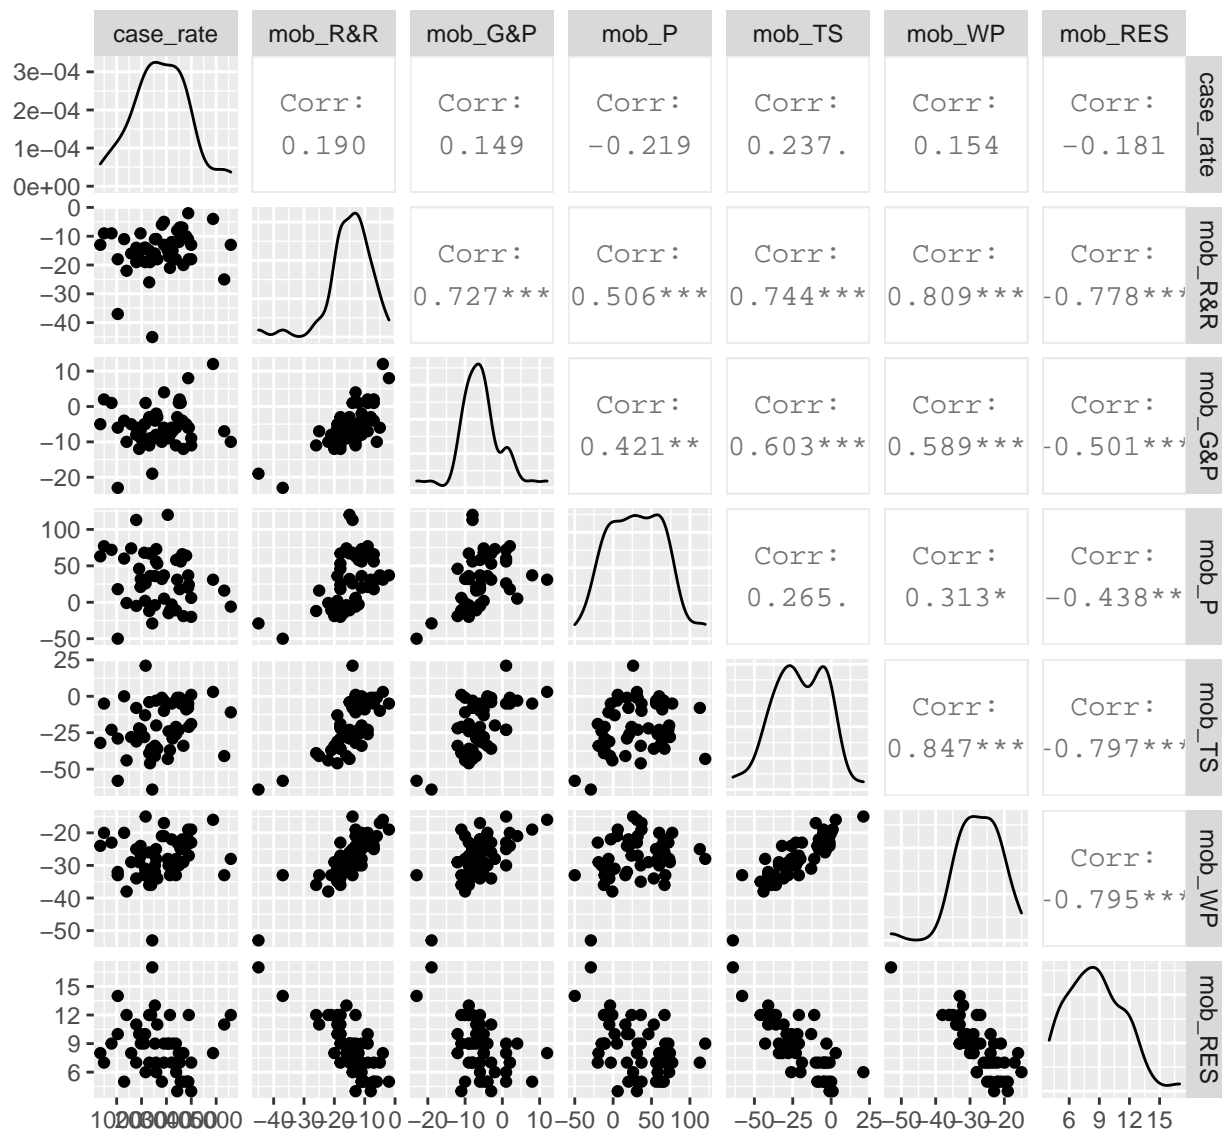 case_rate mob_R&R mob_G&P mob_P mob_TS mob_WP mob_RES
3e−04
2e−04
1e−04
0e+00
Corr:
0.190
Corr:
0.149
Corr:
−0.219
Corr:
0.237.
Corr:
0.154
Corr:
−0.181
case_rate
0
−10
−20
−30
−40
Corr:
0.727***
Corr:
0.506***
Corr:
0.744***
Corr:
0.809***
Corr:
-0.778***
mob_R&R
10
0
−10
−20
Corr:
0.421**
Corr:
0.603***
Corr:
0.589***
Corr:
-0.501***
mob_G&P
100
50
0
−50
Corr:
0.265.
Corr:
0.313*
Corr:
−0.438**
mob_P
25
0
−25
−50
Corr:
0.847***
Corr:
-0.797***
mob_TS
−20
−30
−40
−50
Corr:
-0.795***
mob_WP
15
12
9
6
mob_RES
−40 −30 −20 −10 0 −20 −10 0 10 −50 0 50 100 −50 −25 0 25 −50 −40 −30 −20 6 9 12 15